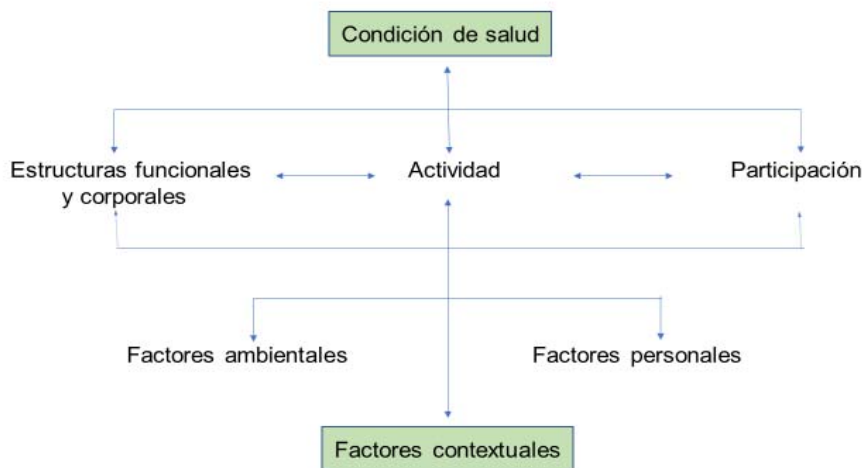 Condición de salud
Estructuras funcionales
y corporales
Actividad
Participación
Factores ambientales
Factores personales
Factores contextuales